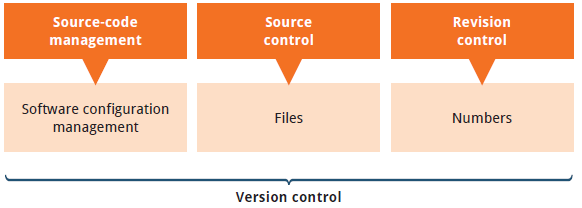 Source-code
management
Source
control
Revision
control
Software configuration
management
Files
Numbers
Version control